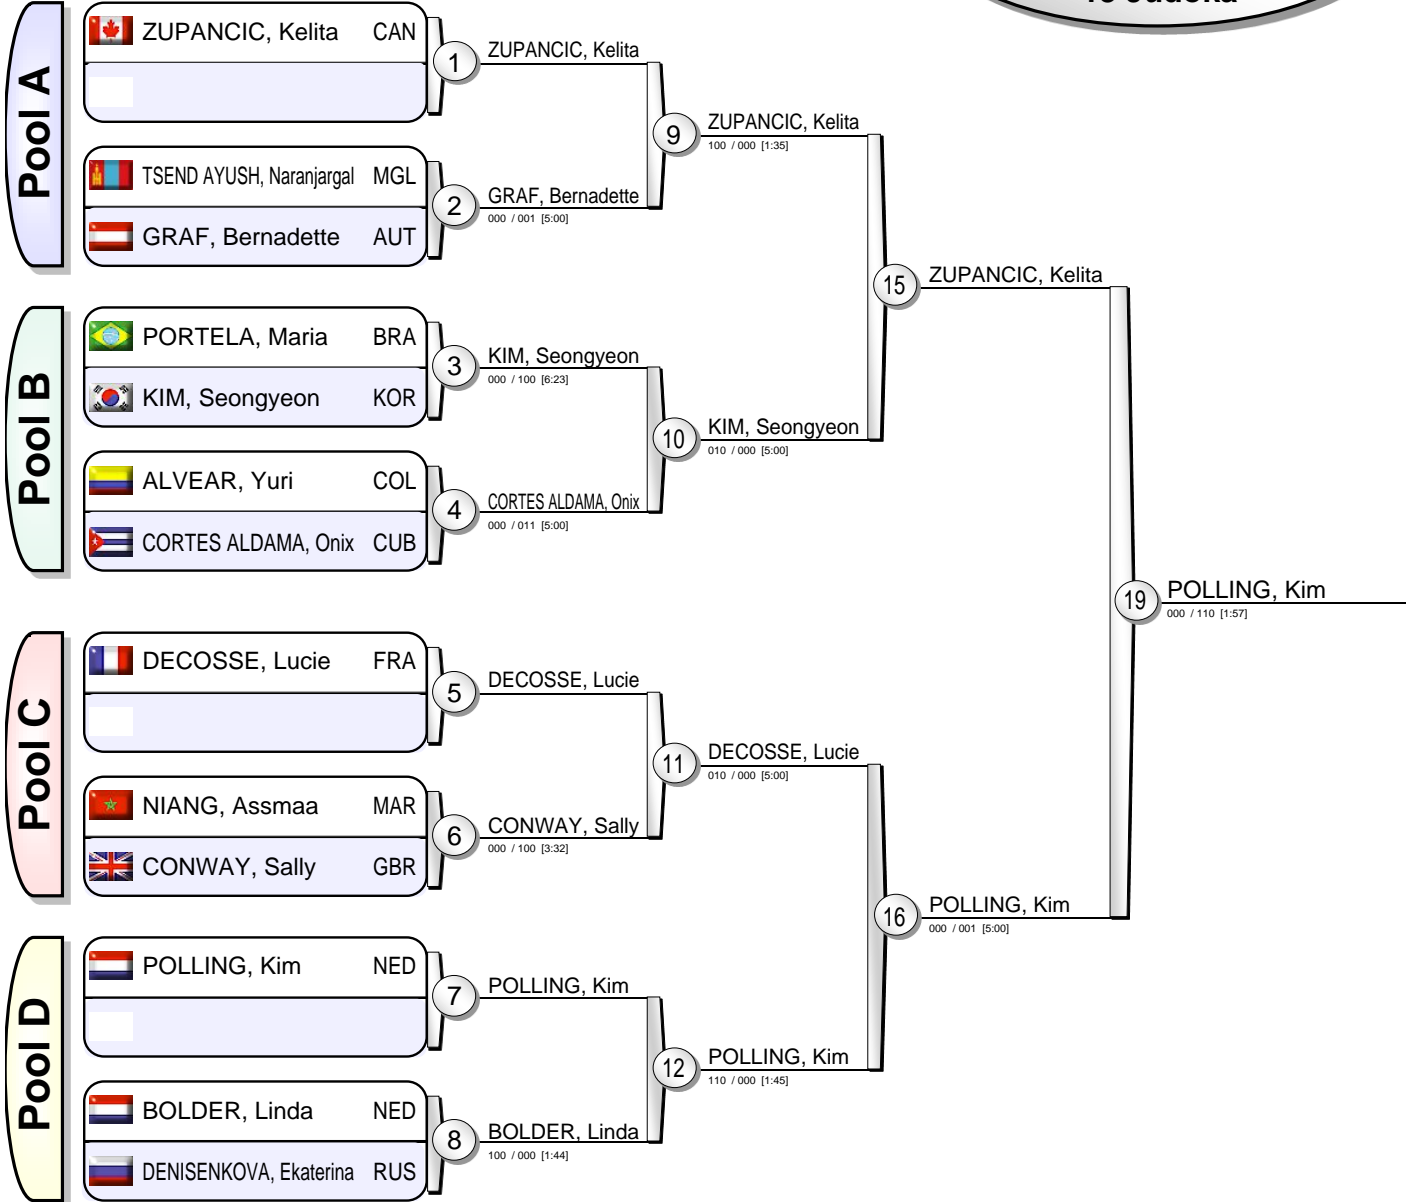 Judoka
Pool A
ZUPANCIC, Kelita CAN
TSEND AYUSH, Naranjargal MGL
GRAF, Bernadette AUT
1
ZUPANCIC, Kelita
2
GRAF, Bernadette
000 / 001 [5:00]
9
ZUPANCIC, Kelita
100 / 000 [1:35]
Pool B
PORTELA, Maria BRA
KIM, Seongyeon KOR
ALVEAR, Yuri COL
CORTES ALDAMA, Onix CUB
3
KIM, Seongyeon
000 / 100 [6:23]
4
CORTES ALDAMA, Onix
000 / 011 [5:00]
10
KIM, Seongyeon
010 / 000 [5:00]
15
ZUPANCIC, Kelita
Pool C
DECOSSE, Lucie FRA
NIANG, Assmaa MAR
CONWAY, Sally GBR
5
DECOSSE, Lucie
6
CONWAY, Sally
000 / 100 [3:32]
11
DECOSSE, Lucie
010 / 000 [5:00]
Pool D
POLLING, Kim NED
BOLDER, Linda NED
DENISENKOVA, Ekaterina RUS
7
POLLING, Kim
8
BOLDER, Linda
100 / 000 [1:44]
12
POLLING, Kim
110 / 000 [1:45]
16
POLLING, Kim
000 / 001 [5:00]
19
POLLING, Kim
000 / 110 [1:57]